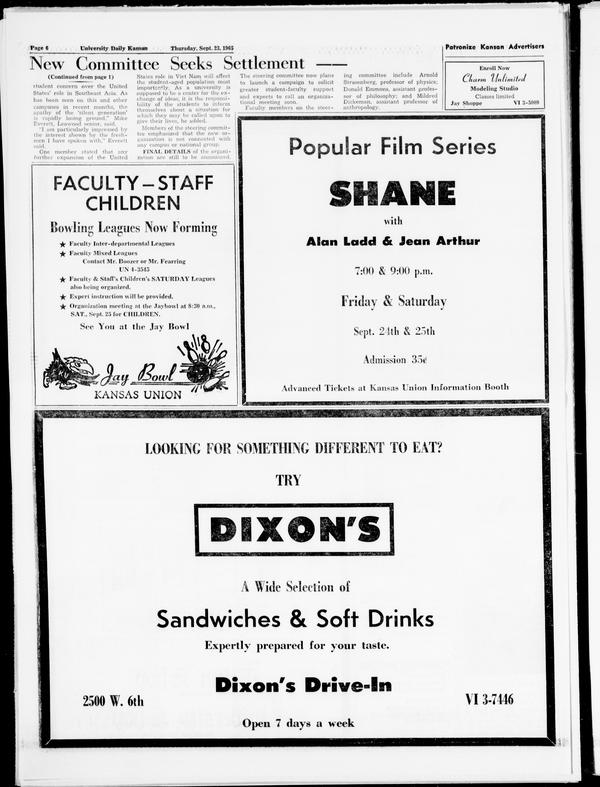 Page 6 University Daily Kansan Thursday, Sept. 23, 1965
Patronize Kansan Advertisers
New Committee Seeks Settlement —
(Continued from page 1)
student concern over the United
States' role in Southeast Asia. As
has been seen on this and other
campuses in recent months, the
apathy of the 'silent generation'
is rapidly losing ground," Mike
Everett, Leawood senior, said.
"I am particularly impressed by
the interest shown by the fresh-
men I have spoken with," Everett
said.
One member stated that any
further expansion of the United
States role in Viet Nam will affect
the student-aged population most
importantly. As a university is
supposed to be a center for the ex-
change of ideas, it is the responsi-
bility of the students to inform
themselves about a situation for
which they may be called upon to
give their lives, he added.
Members of the steering commit-
tee emphasized that the new or-
ganization is not connected with
any campus or national group.
FINAL DETAILS of the organi-
zation are still to be announced.
The steering committee now plans
to launch a campaign to solicit
greater student-faculty support
and expects to call an organiza-
tional meeting soon.
Faculty members on the steer-
ing committee include Arnold
Strassenberg, professor of physics;
Donald Emmons, assistant profes-
sor of philosophy; and Mildred
Dickeman, assistant professor of
anthropology.
Enroll Now
Charm Unlimited
Modeling Studio
Classes limited
Jay Shoppe VI 3-5009
FACULTY—STAFF
CHILDREN
Bowling Leagues Now Forming
★ Faculty Inter-departmental Leagues
★ Faculty Mixed Leagues
Contact Mr. Boozer or Mr. Fearring
UN 4-3545
★ Faculty & Staff's Children's SATURDAY Leagues
also being organized.
★ Expert instruction will be provided.
★ Organization meeting at the Jaybowl at 8:30 a.m.,
SAT., Sept. 25 for CHILDREN.
See You at the Jay Bowl
Jay Bowl
KANSAS UNION
Popular Film Series
SHANE
with
Alan Ladd & Jean Arthur
7:00 & 9:00 p.m.
Friday & Saturday
Sept. 24th & 25th
Admission 35¢
Advanced Tickets at Kansas Union Information Booth
LOOKING FOR SOMETHING DIFFERENT TO EAT?
TRY
DIXON'S
A Wide Selection of
Sandwiches & Soft Drinks
Expertly prepared for your taste.
Dixon's Drive-In
2500 W. 6th VI 3-7446
Open 7 days a week